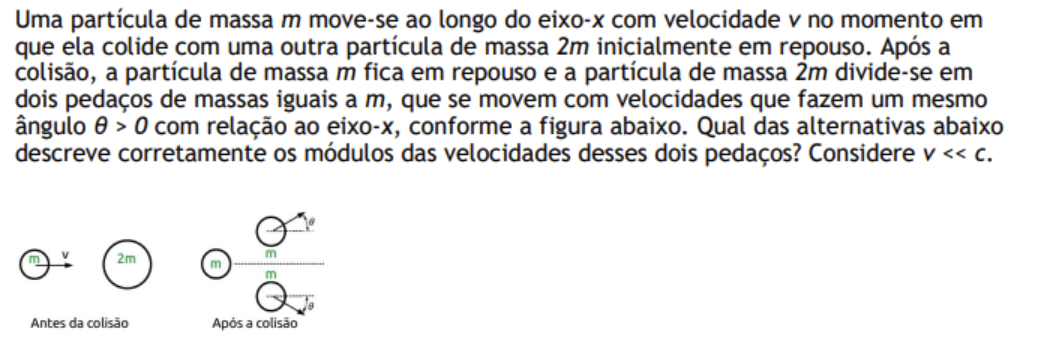 Uma partícula de massa m move-se ao longo do eixo-x com velocidade v no momento em
que ela colide com uma outra partícula de massa 2m inicialmente em repouso. Após a
colisão, a partícula de massa m fica em repouso e a partícula de massa 2m divide-se em
dois pedaços de massas iguais a m, que se movem com velocidades que fazem um mesmo
ângulo θ > 0 com relação ao eixo-x, conforme a figura abaixo. Qual das alternativas abaixo
descreve corretamente os módulos das velocidades desses dois pedaços? Considere v << c.
θ
m v 2m m m
m
θ
Antes da colisão Após a colisão